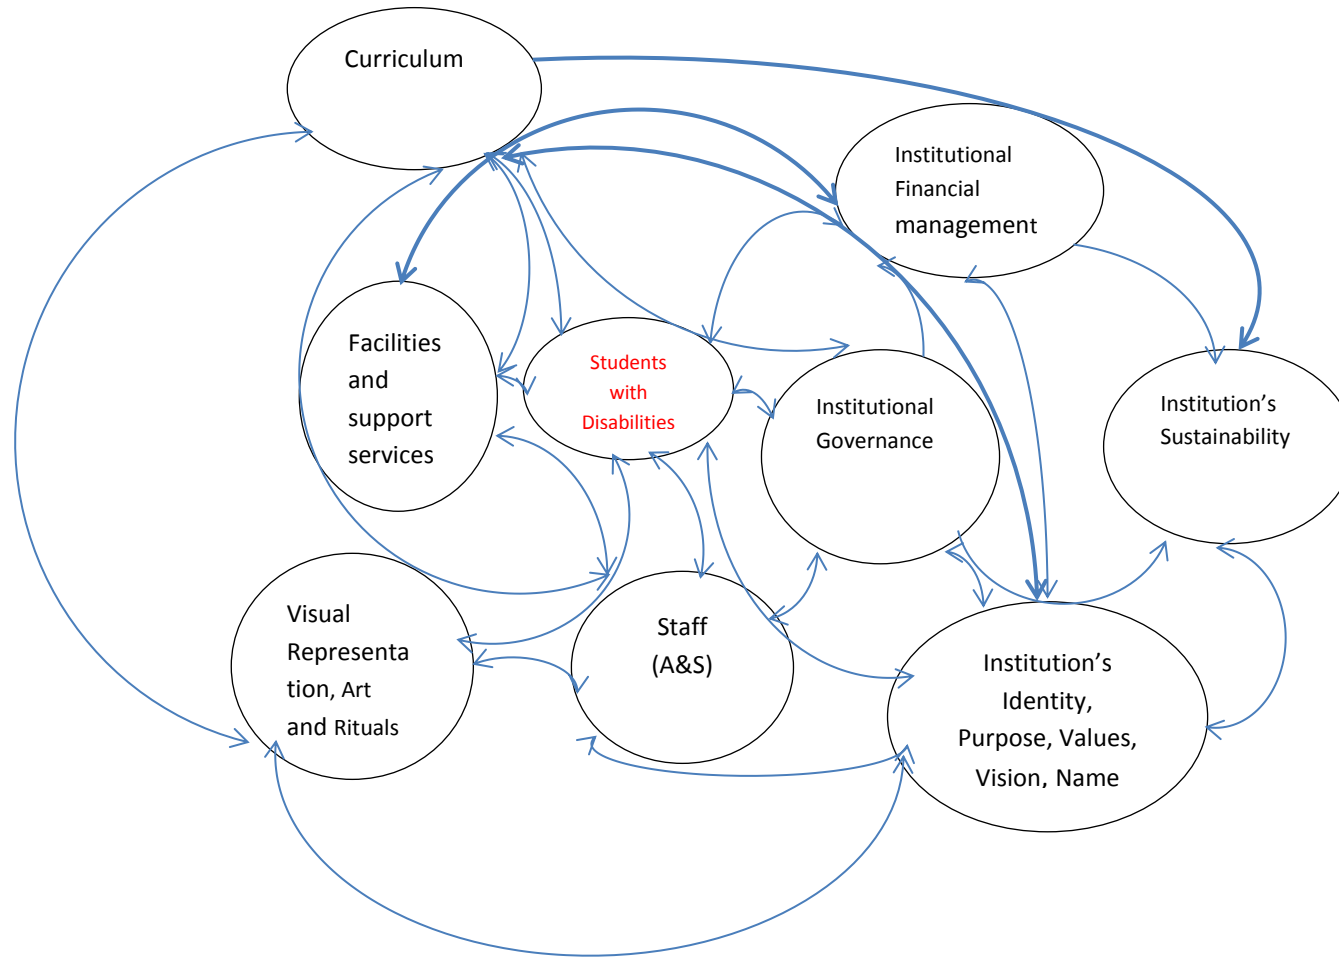 Curriculum
Institutional
Financial
management
Facilities
and
support
services
Students
with
Disabilities
Institutional
Governance
Institution’s
Sustainability
Visual
Representa
tion, Art
and Rituals
Staff
(A&S)
Institution’s
Identity,
Purpose, Values,
Vision, Name